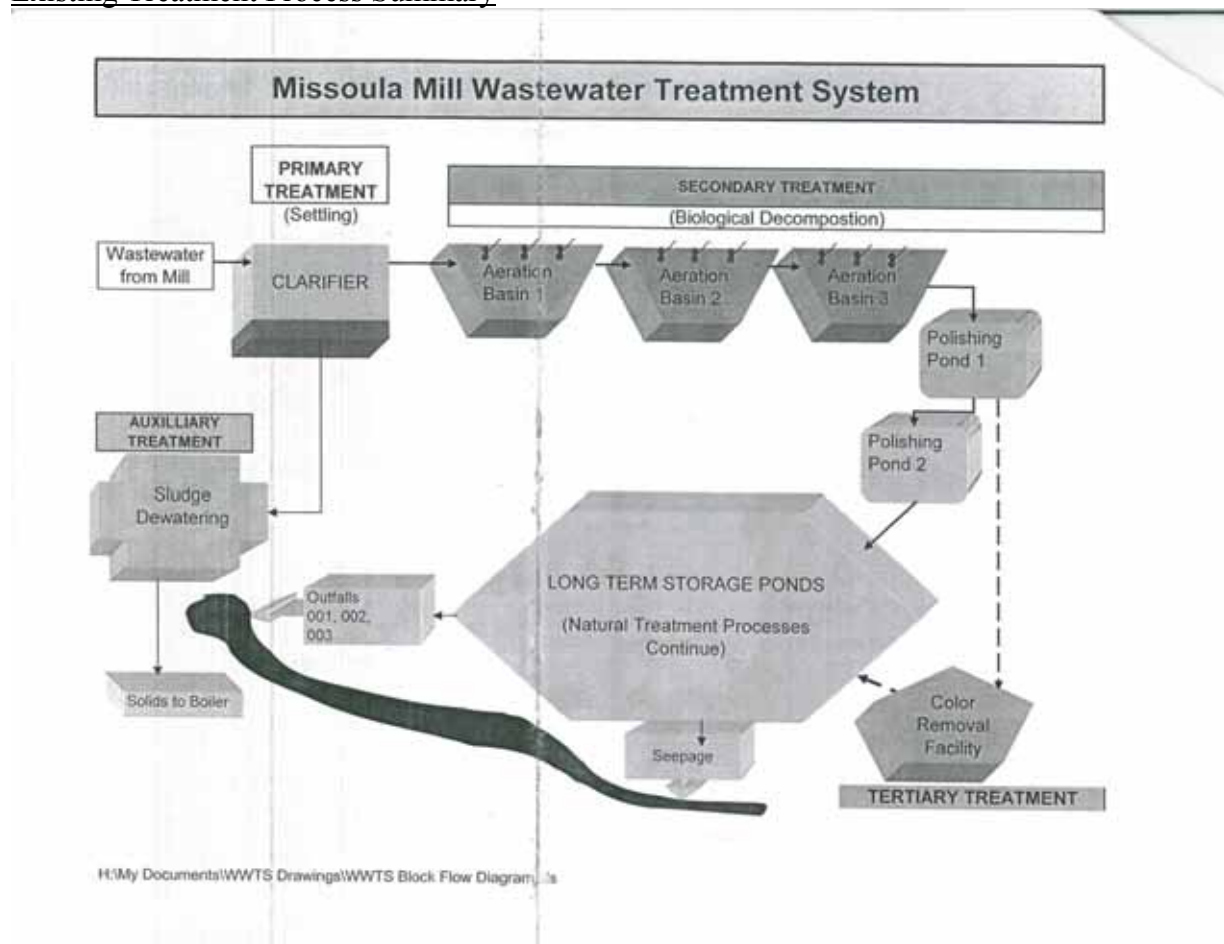 Existing Treatment Process Summary
Missoula Mill Wastewater Treatment System
PRIMARY
TREATMENT
(Settling)
SECONDARY TREATMENT
(Biological Decompostion)
Wastewater
from Mill
CLARIFIER
Aeration
Basin 1
Aeration
Basin 2
Aeration
Basin 3
Polishing
Pond 1
AUXILLIARY
TREATMENT
Polishing
Pond 2
Sludge
Dewatering
LONG TERM STORAGE PONDS
(Natural Treatment Processes
Continue)
Outfalls
001, 002,
003
Solids to Boiler
Seepage
Color
Removal
Facility
TERTIARY TREATMENT
H:\My Documents\WWTS Drawings\WWTS Block Flow Diagram